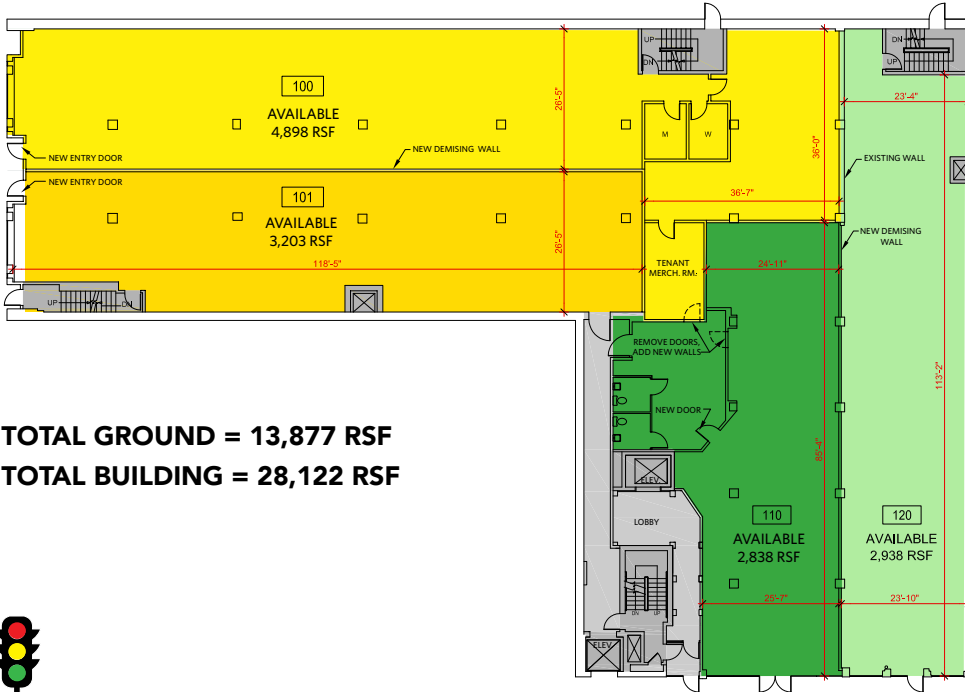 UP
DN
DN
UP
100
AVAILABLE
4,898 RSF
26'-5"
23'-4"
M
W
36'-0"
NEW DEMISING WALL
NEW ENTRY DOOR
EXISTING WALL
NEW ENTRY DOOR
101
AVAILABLE
3,203 RSF
36'-7"
26'-5"
NEW DEMISING
WALL
118'-5"
TENANT
MERCH. RM.
24'-11"
UP
DN
REMOVE DOORS,
ADD NEW WALLS
113'-2"
NEW DOOR
TOTAL GROUND = 13,877 RSF
TOTAL BUILDING = 28,122 RSF
85'-4"
ELEV.
LOBBY
110
AVAILABLE
2,838 RSF
120
AVAILABLE
2,938 RSF
25'-7"
23'-10"
DN
UP
ELEV.